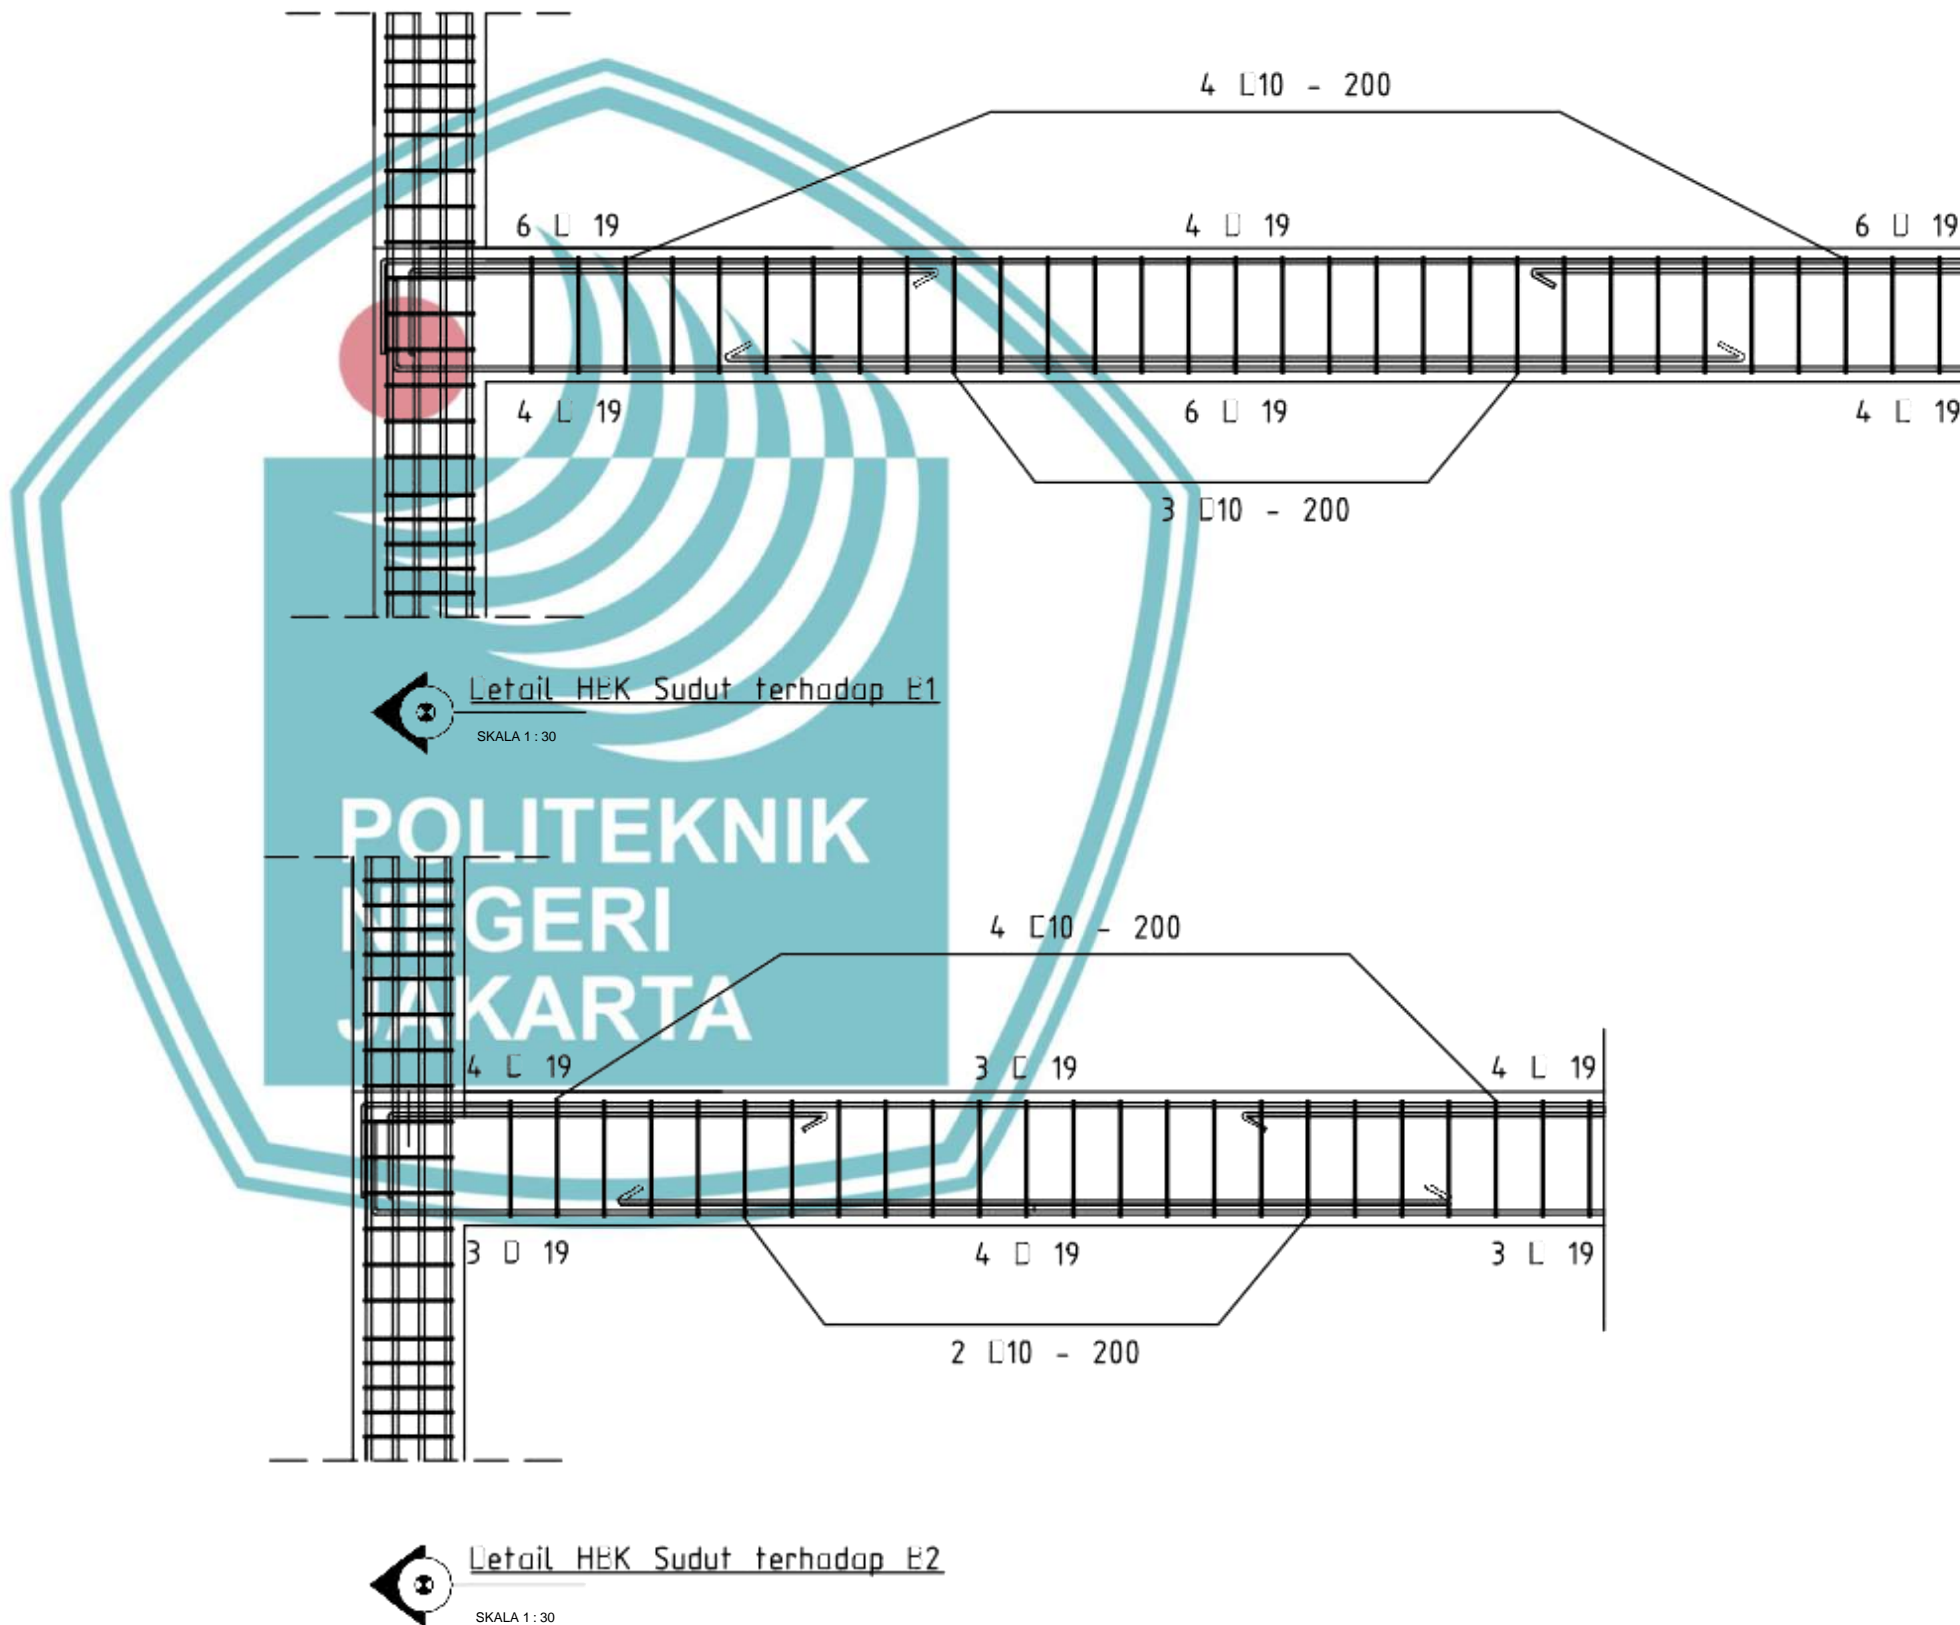 4 D10 - 200
6 D 19 4 D 19 6 D 19
4 D 19 6 D 19 4 D 19
3 D10 - 200
Detail HBK Sudut terhadap B1
SKALA 1 : 30
POLITEKNIK
NEGERI
JAKARTA
4 D10 - 200
4 D 19 3 D 19 4 D 19
3 D 19 4 D 19 3 D 19
2 D10 - 200
Detail HBK Sudut terhadap B2
SKALA 1 : 30